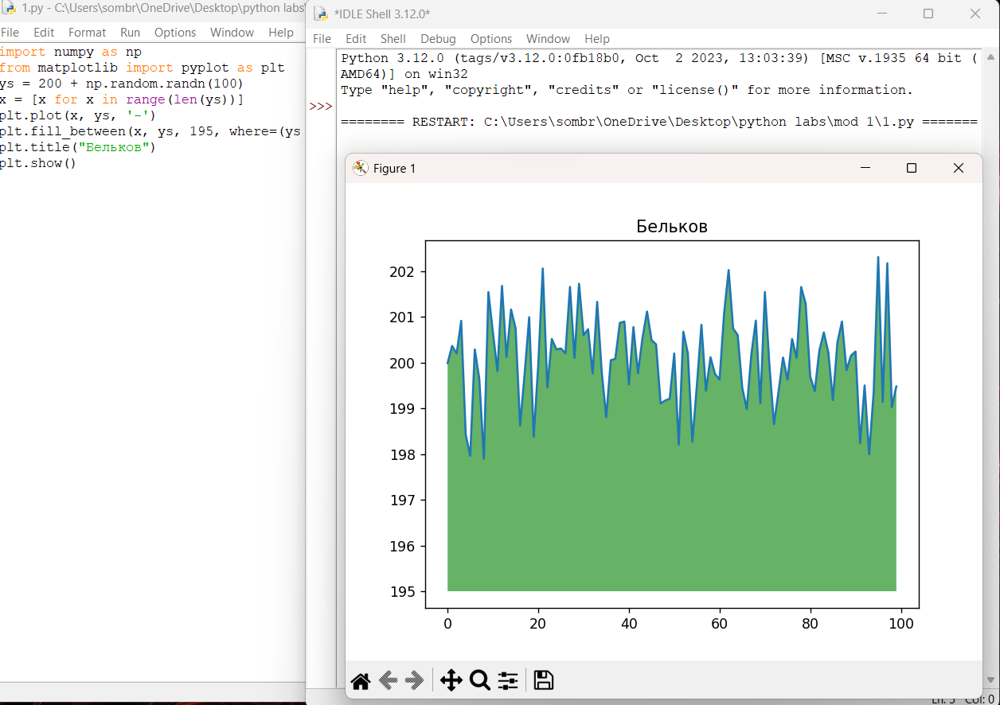 1.py - C:\Users\sombr\OneDrive\Desktop\python labs\
File Edit Format Run Options Window Help
import numpy as np
from matplotlib import pyplot as plt
ys = 200 + np.random.randn(100)
x = [x for x in range(len(ys))]
plt.plot(x, ys, '-')
plt.fill_between(x, ys, 195, where=(ys
plt.title("Бельков")
plt.show()
*IDLE Shell 3.12.0*
File Edit Shell Debug Options Window Help
Python 3.12.0 (tags/v3.12.0:0fb18b0, Oct  2 2023, 13:03:39) [MSC v.1935 64 bit (
AMD64)] on win32
Type "help", "copyright", "credits" or "license()" for more information.
>>>
======== RESTART: C:\Users\sombr\OneDrive\Desktop\python labs\mod 1\1.py =======
Figure 1
Бельков
202
201
200
199
198
197
196
195
0 20 40 60 80 100
Ln: 5 Col: 0